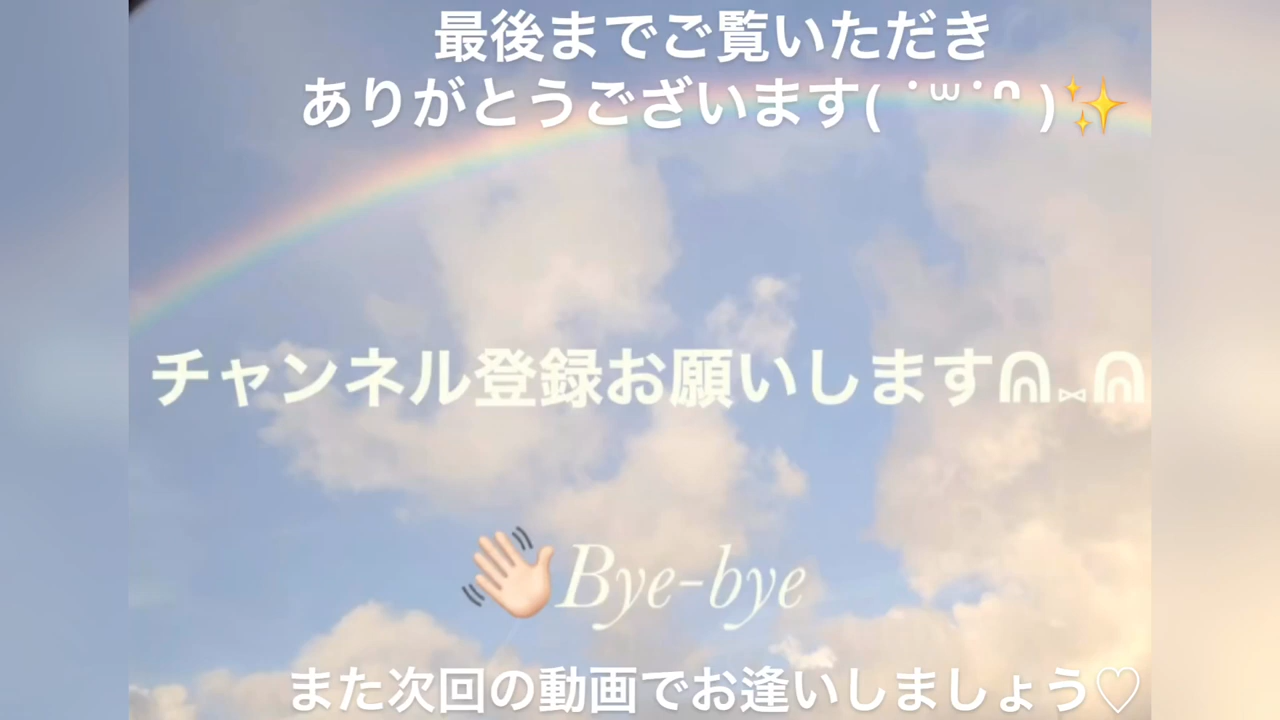 最後までご覧いただき
ありがとうございます( ˙꒳˙ᐢ )✨
チャンネル登録お願いしますᕱ⑅ᕱ
👋🏻Bye-bye
また次回の動画でお逢いしましょう♡